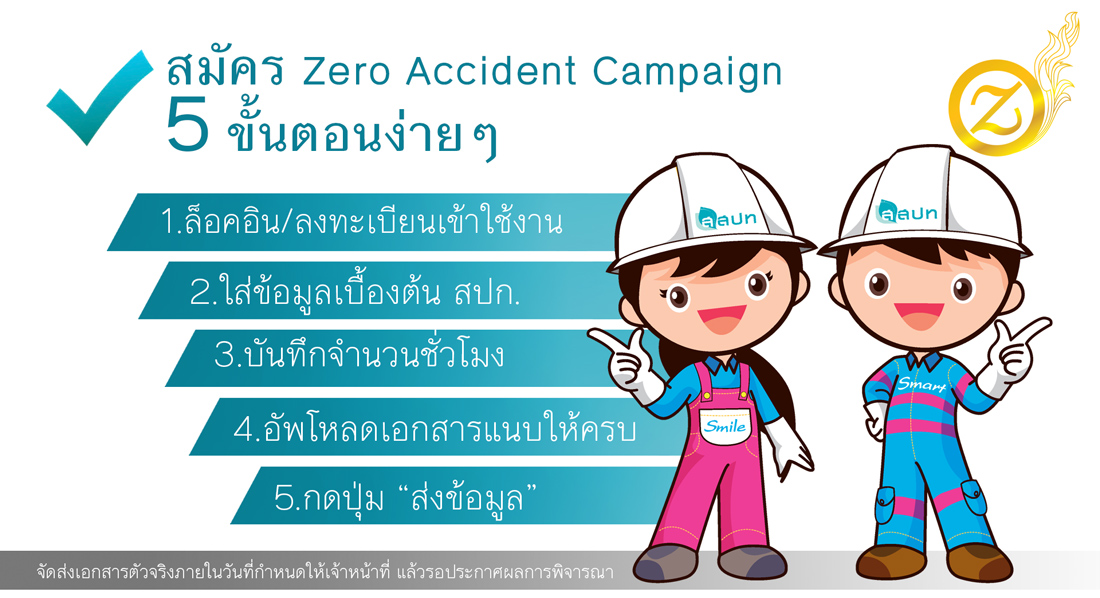 สมัคร Zero Accident Campaign
5 ขั้นตอนง่ายๆ
Z
1.ล็อคอิน/ลงทะเบียนเข้าใช้งาน
2.ใส่ข้อมูลเบื้องต้น สปก.
3.บันทึกจำนวนชั่วโมง
4.อัพโหลดเอกสารแนบให้ครบ
5.กดปุ่ม “ส่งข้อมูล”
สสปท
สสปท
Smile
Smart
จัดส่งเอกสารตัวจริงภายในวันที่กำหนดให้เจ้าหน้าที่ แล้วรอประกาศผลการพิจารณา